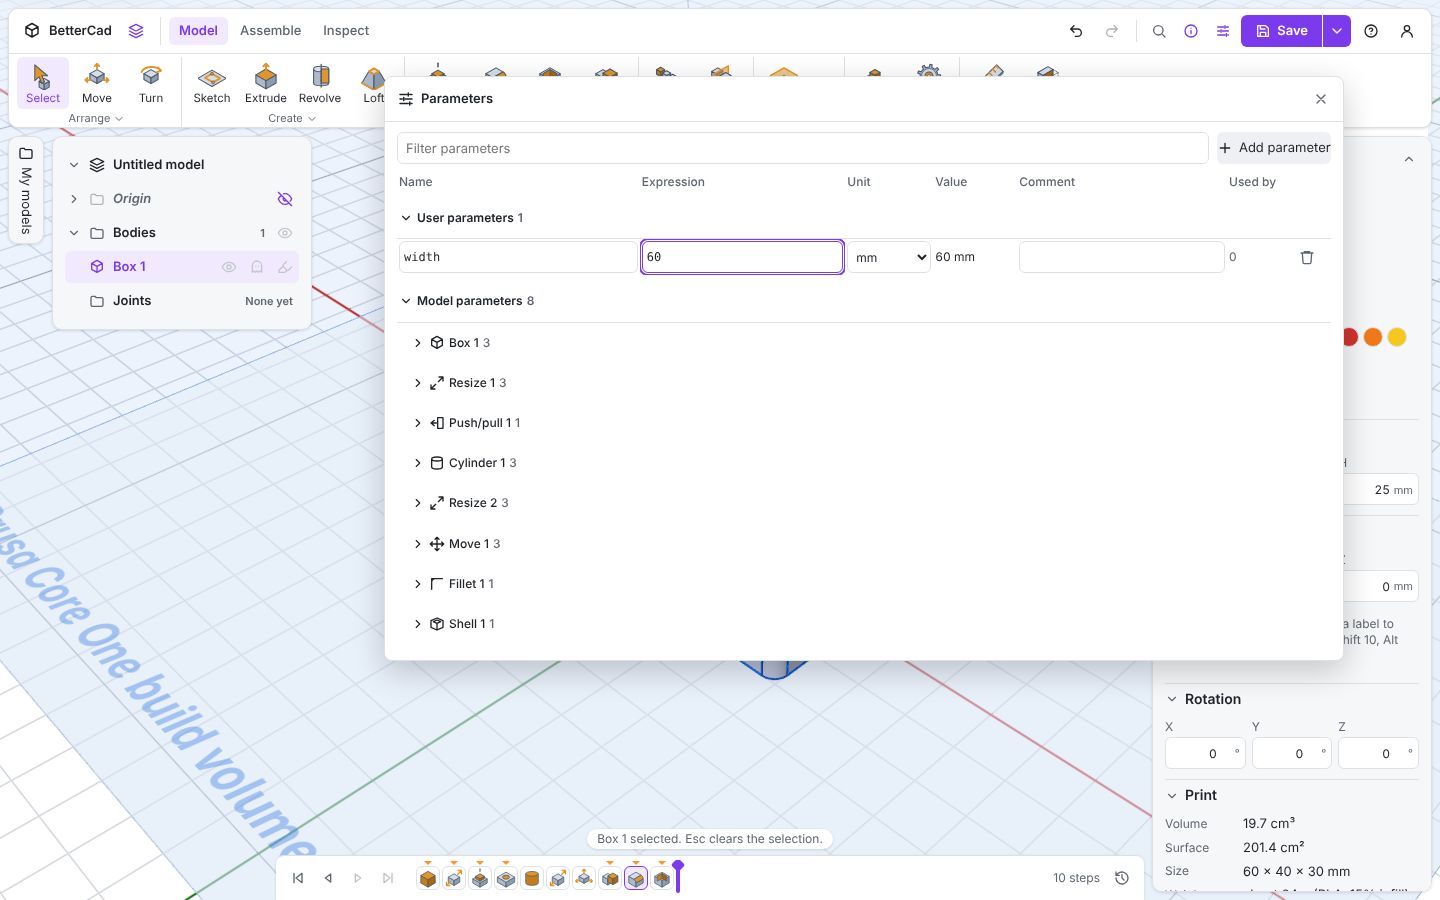 BetterCad
Model
Assemble
Inspect
Save
Select
Move
Turn
Sketch
Extrude
Revolve
Loft
Arrange
Create
My models
Untitled model
Origin
Bodies
1
Box 1
Joints
None yet
Parameters
Filter parameters
Add parameter
Name
Expression
Unit
Value
Comment
Used by
User parameters 1
width
60
mm
60 mm
0
Model parameters 8
Box 1 3
Resize 1 3
Push/pull 1 1
Cylinder 1 3
Resize 2 3
Move 1 3
Fillet 1 1
Shell 1 1
25 mm
0 mm
a label to
hift 10, Alt
Rotation
X
Y
Z
0 °
0 °
0 °
Print
Volume
19.7 cm³
Surface
201.4 cm²
Size
60 × 40 × 30 mm
Core One build volume
Box 1 selected. Esc clears the selection.
10 steps